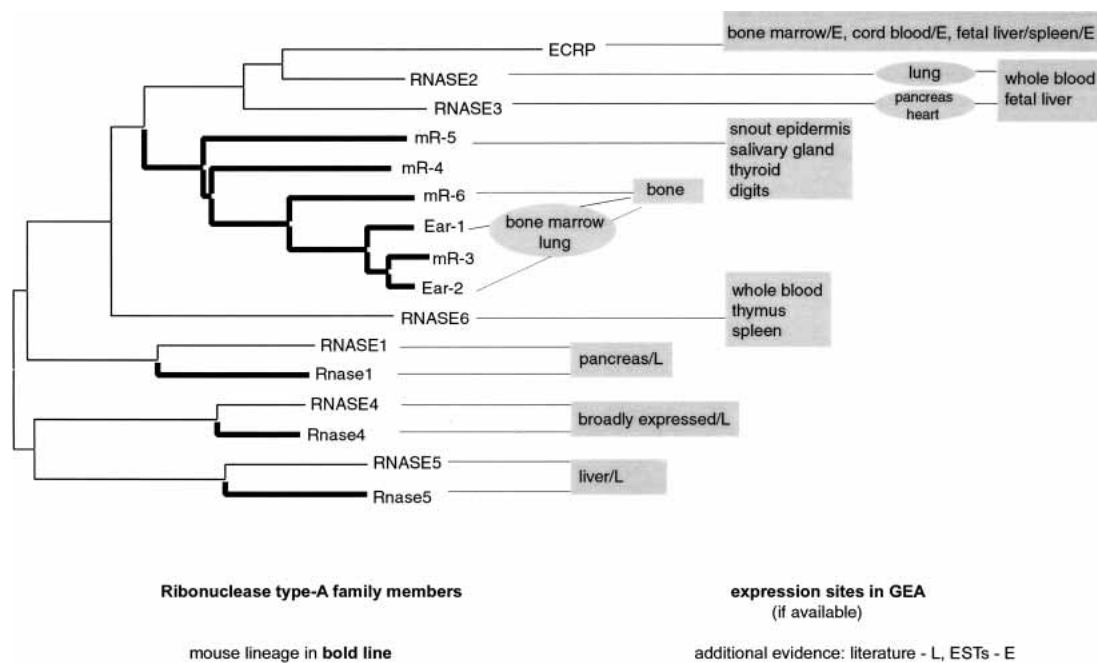 bone marrow/E, cord blood/E, fetal liver/spleen/E
ECRP
RNASE2
lung
whole blood
fetal liver
RNASE3
pancreas
heart
mR-5
snout epidermis
salivary gland
thyroid
digits
mR-4
mR-6
bone
Ear-1
bone marrow
lung
mR-3
Ear-2
whole blood
thymus
spleen
RNASE6
RNASE1
pancreas/L
Rnase1
RNASE4
broadly expressed/L
Rnase4
RNASE5
liver/L
Rnase5
Ribonuclease type-A family members
expression sites in GEA
(if available)
mouse lineage in bold line
additional evidence: literature - L, ESTs - E